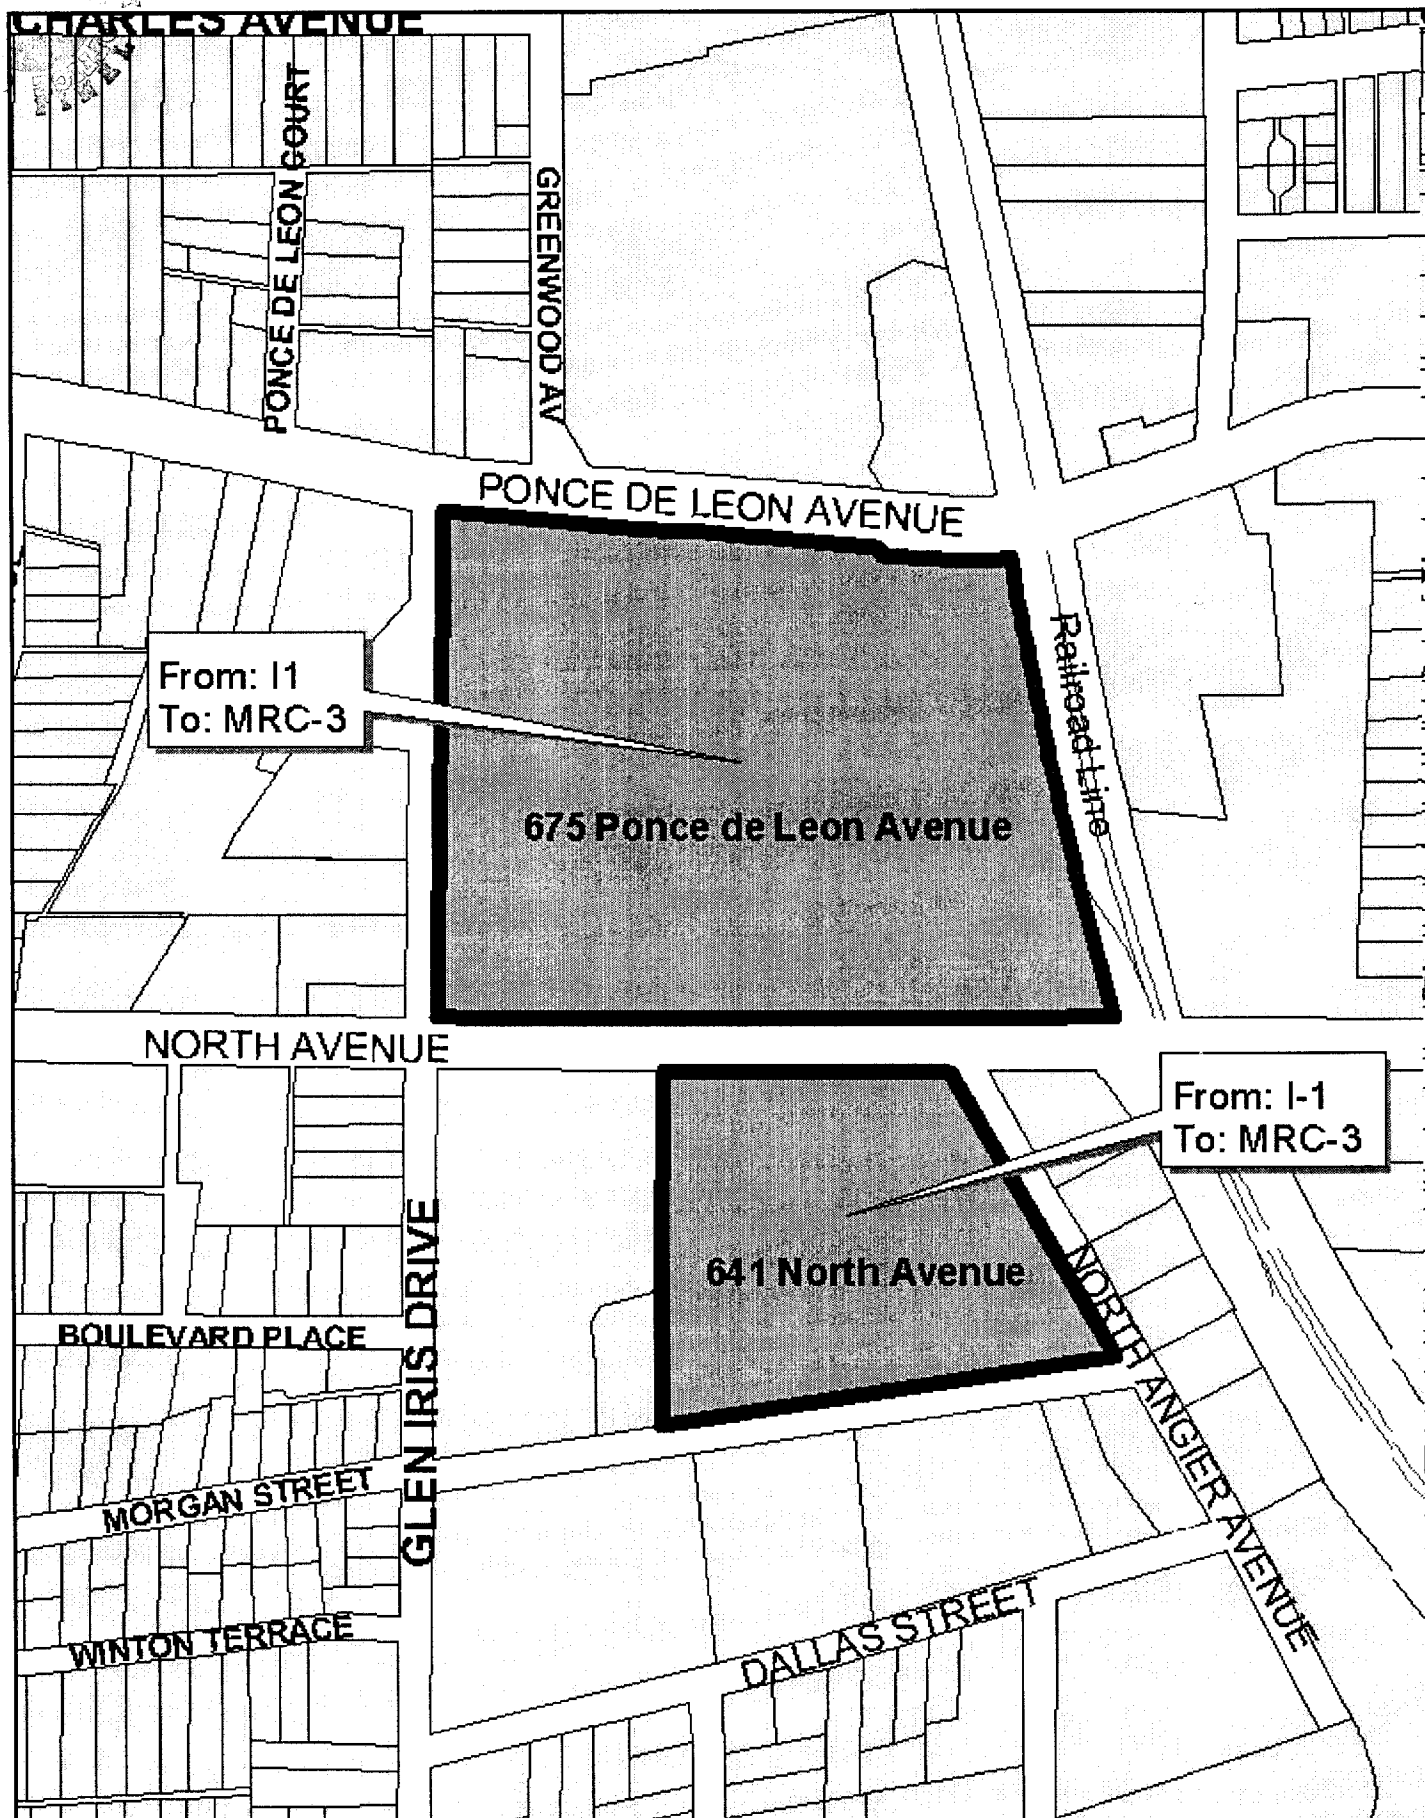 CHARLES AVENUE
PONCE DE LEON COURT
GREENWOOD AV
PONCE DE LEON AVENUE
From: I1
To: MRC-3
Railroad Line
675 Ponce de Leon Avenue
NORTH AVENUE
From: I-1
To: MRC-3
641 North Avenue
GLEN IRIS DRIVE
NORTH ANGIER AVENUE
BOULEVARD PLACE
MORGAN STREET
DALLAS STREET
WINTON TERRACE